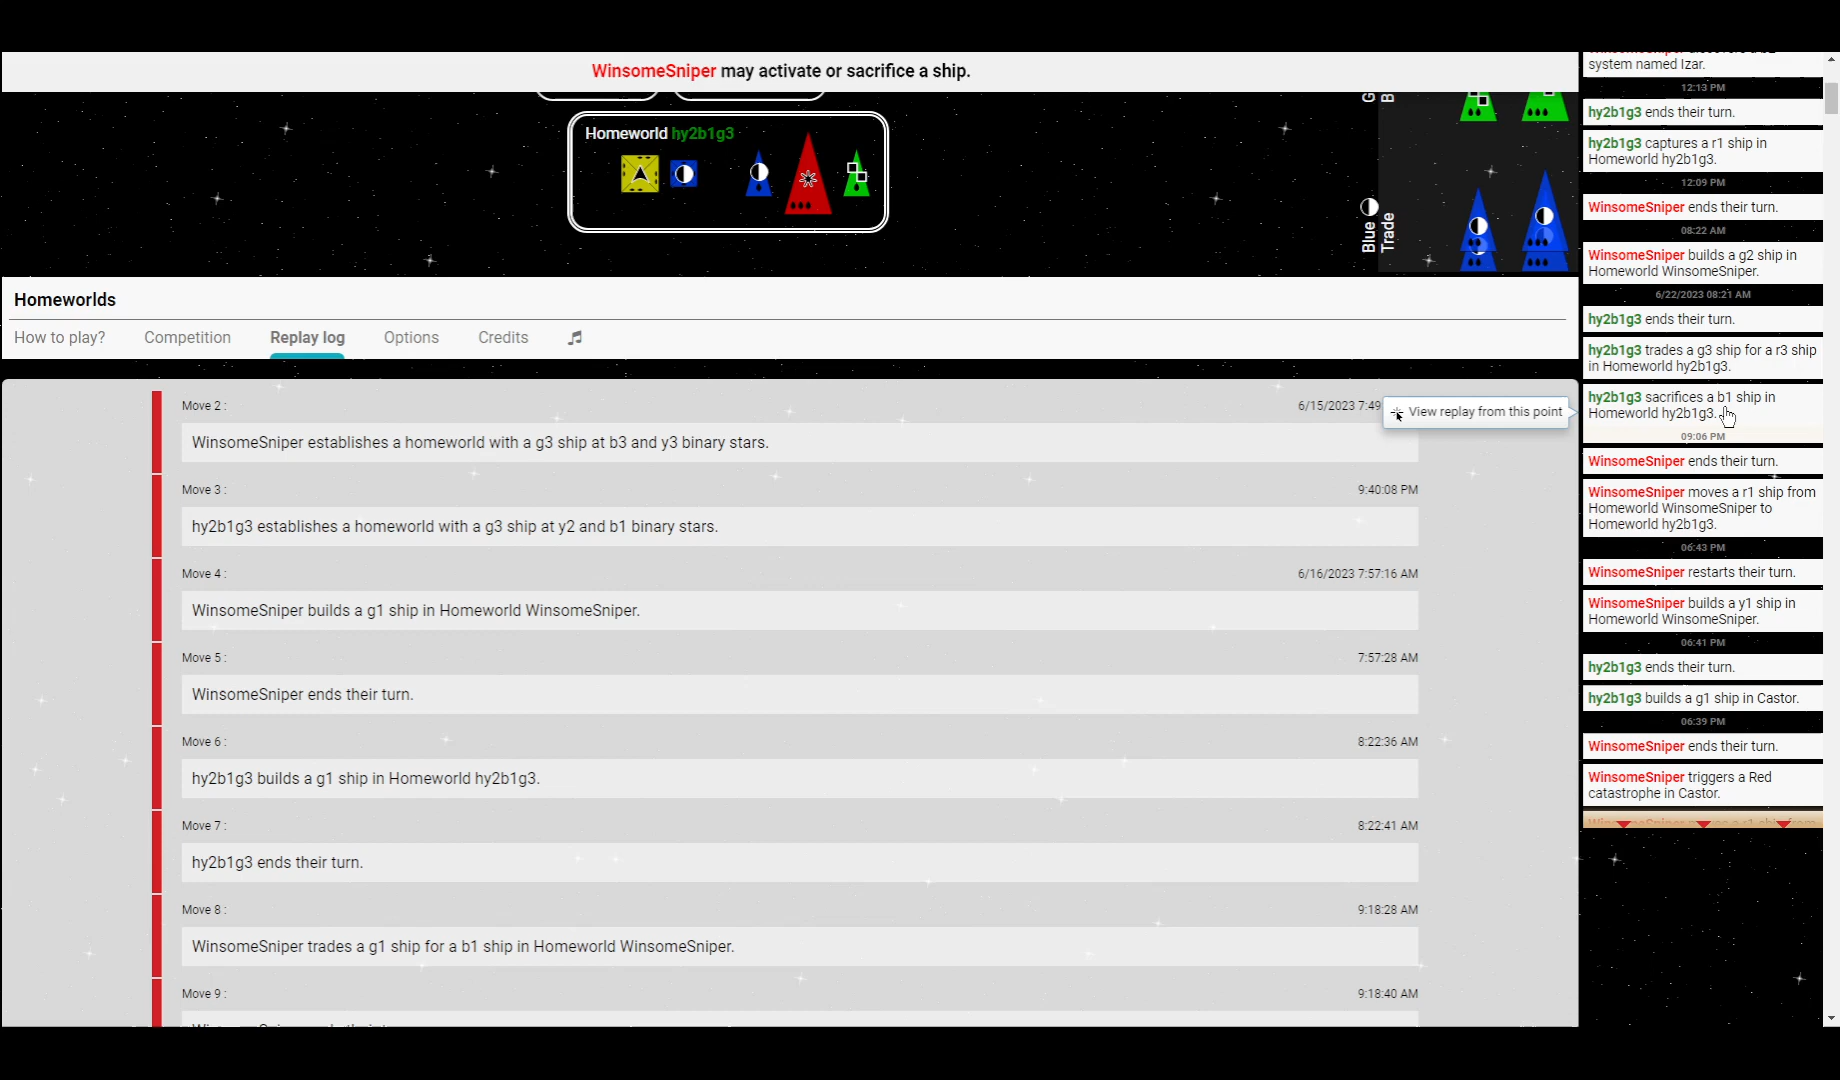 WinsomeSniper may activate or sacrifice a ship.
Homeworld hy2b1g3
G
B
Blue
Trade
Homeworlds
How to play?
Competition
Replay log
Options
Credits
Move 2 :
6/15/2023 7:49
View replay from this point
WinsomeSniper establishes a homeworld with a g3 ship at b3 and y3 binary stars.
Move 3 :
9:40:08 PM
hy2b1g3 establishes a homeworld with a g3 ship at y2 and b1 binary stars.
Move 4 :
6/16/2023 7:57:16 AM
WinsomeSniper builds a g1 ship in Homeworld WinsomeSniper.
Move 5 :
7:57:28 AM
WinsomeSniper ends their turn.
Move 6 :
8:22:36 AM
hy2b1g3 builds a g1 ship in Homeworld hy2b1g3.
Move 7 :
8:22:41 AM
hy2b1g3 ends their turn.
Move 8 :
9:18:28 AM
WinsomeSniper trades a g1 ship for a b1 ship in Homeworld WinsomeSniper.
Move 9 :
9:18:40 AM
system named Izar.
12:13 PM
hy2b1g3 ends their turn.
hy2b1g3 captures a r1 ship in
Homeworld hy2b1g3.
12:09 PM
WinsomeSniper ends their turn.
08:22 AM
WinsomeSniper builds a g2 ship in
Homeworld WinsomeSniper.
6/22/2023 08:21 AM
hy2b1g3 ends their turn.
hy2b1g3 trades a g3 ship for a r3 ship
in Homeworld hy2b1g3.
hy2b1g3 sacrifices a b1 ship in
Homeworld hy2b1g3.
09:06 PM
WinsomeSniper ends their turn.
WinsomeSniper moves a r1 ship from
Homeworld WinsomeSniper to
Homeworld hy2b1g3.
06:43 PM
WinsomeSniper restarts their turn.
WinsomeSniper builds a y1 ship in
Homeworld WinsomeSniper.
06:41 PM
hy2b1g3 ends their turn.
hy2b1g3 builds a g1 ship in Castor.
06:39 PM
WinsomeSniper ends their turn.
WinsomeSniper triggers a Red
catastrophe in Castor.